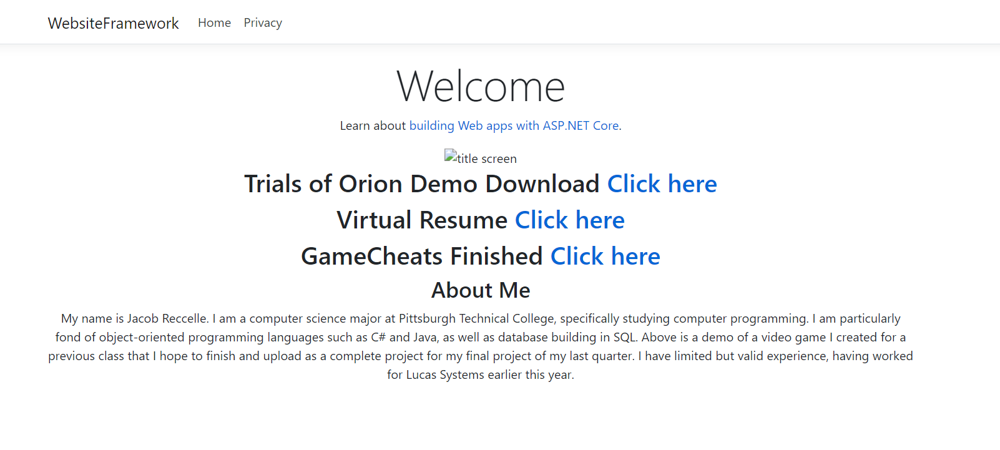 WebsiteFramework Home Privacy
Welcome
Learn about building Web apps with ASP.NET Core.
title screen
Trials of Orion Demo Download Click here
Virtual Resume Click here
GameCheats Finished Click here
About Me
My name is Jacob Reccelle. I am a computer science major at Pittsburgh Technical College, specifically studying computer programming. I am particularly
fond of object-oriented programming languages such as C# and Java, as well as database building in SQL. Above is a demo of a video game I created for a
previous class that I hope to finish and upload as a complete project for my final project of my last quarter. I have limited but valid experience, having worked
for Lucas Systems earlier this year.